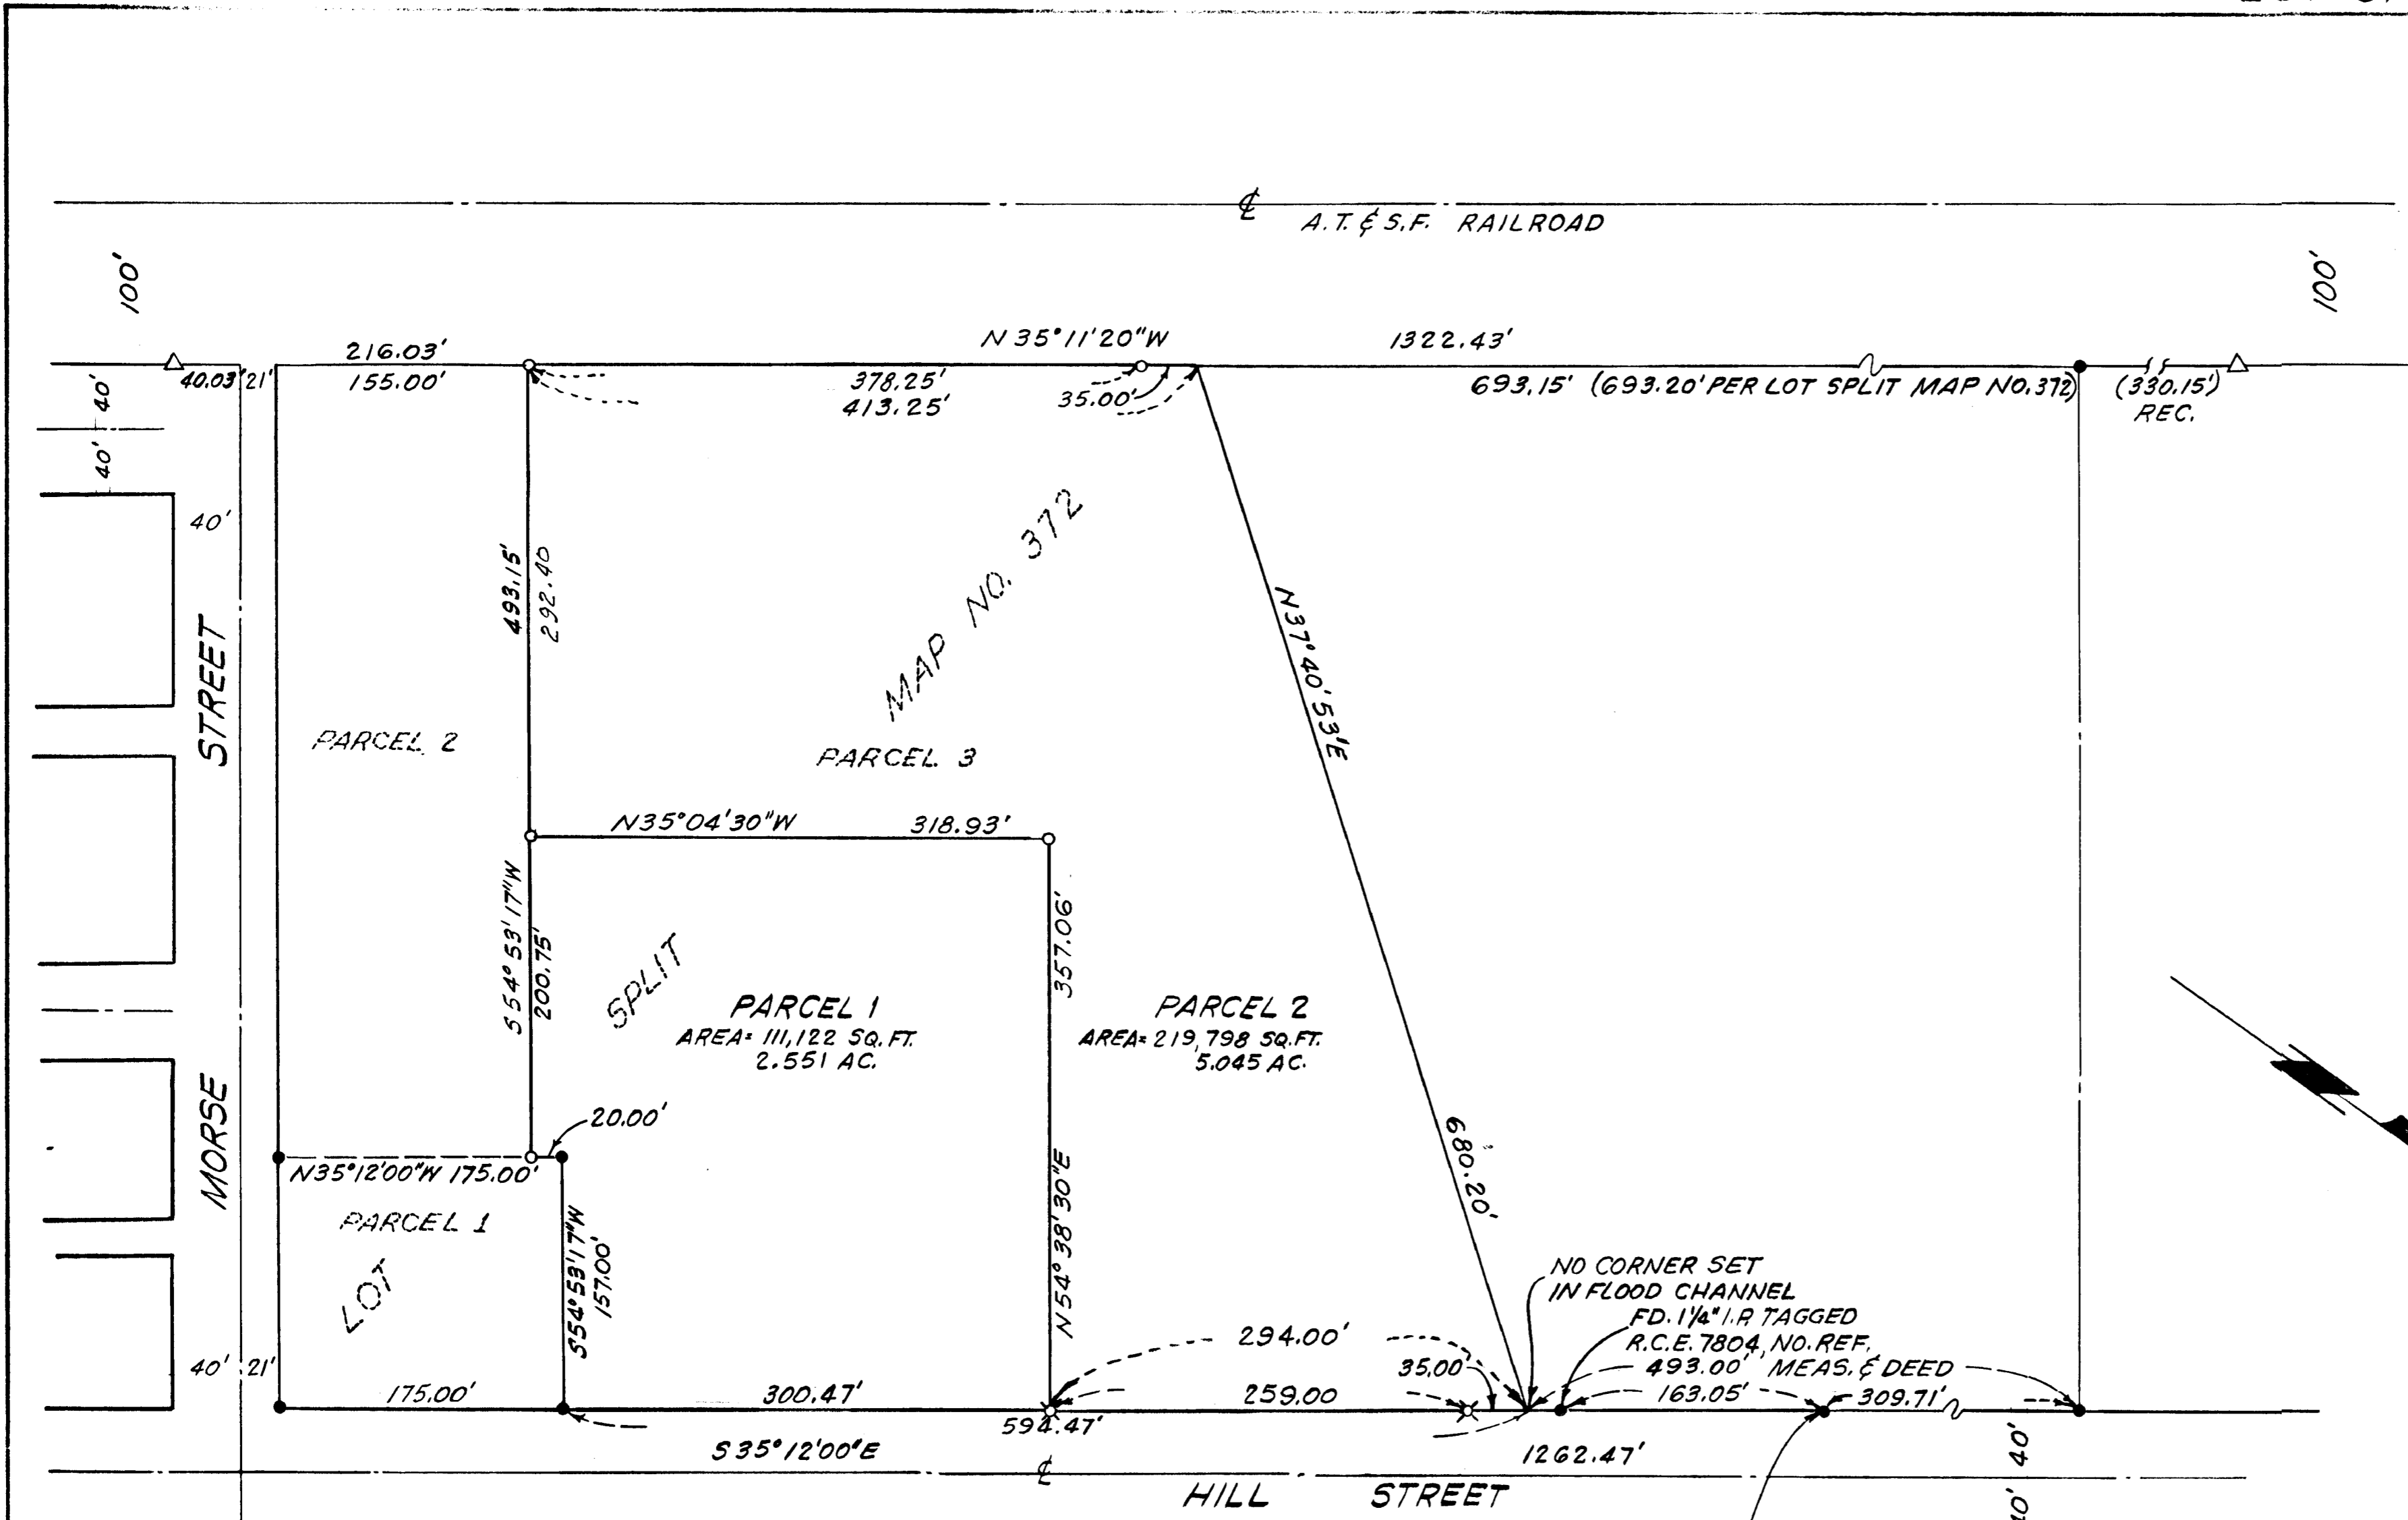 ℄
A.T. & S.F. RAILROAD
100'
100'
216.03'
N 35°11'20"W
1322.43'
40.03'
21'
155.00'
378.25'
413.25'
35.00'
693.15' (693.20' PER LOT SPLIT MAP NO. 372)
(330.15')
REC.
40'
40'
40'
493.15'
292.40
MAP NO. 372
N37°40'53'E
STREET
PARCEL 2
PARCEL 3
N35°04'30"W
318.93'
S54°53'17"W
200.75'
SPLIT
357.06'
PARCEL 1
AREA= 111,122 SQ.FT.
2.551 AC.
PARCEL 2
AREA= 219,798 SQ.FT.
5.045 AC.
MORSE
20.00'
N35°12'00"W 175.00'
PARCEL 1
LOT
S54°53'17"W
157.00'
N54°38'30"E
680.20'
NO CORNER SET
IN FLOOD CHANNEL
FD. 1¼" I.P. TAGGED
R.C.E. 7804, NO. REF.
294.00'
35.00'
493.00' MEAS. & DEED
40'
21'
175.00'
300.47'
259.00
163.05'
309.71'
594.47'
S 35°12'00"E
1262.47'
40'
℄
HILL STREET